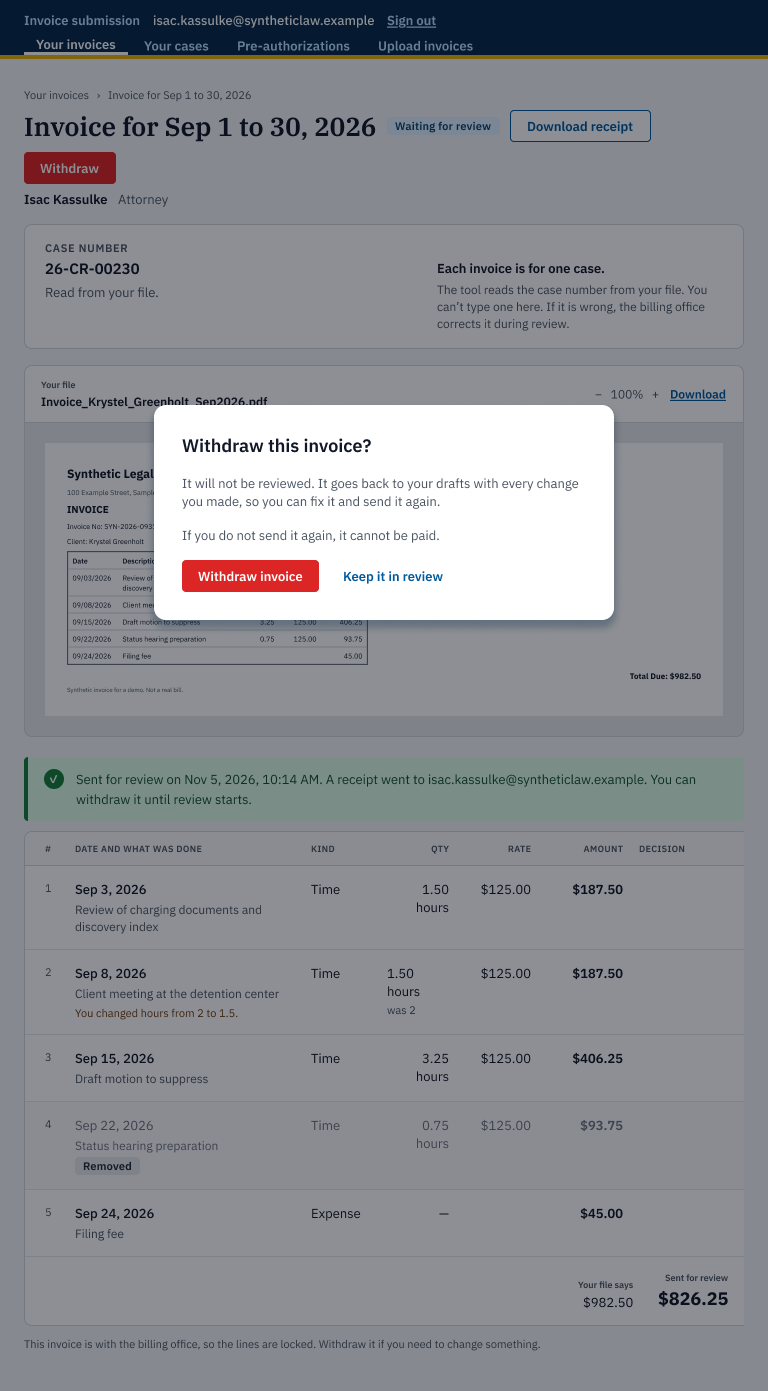 Invoice submission isac.kassulke@syntheticlaw.example Sign out
Your invoices Your cases Pre-authorizations Upload invoices
Your invoices › Invoice for Sep 1 to 30, 2026
Invoice for Sep 1 to 30, 2026 Waiting for review Download receipt
Withdraw
Isac Kassulke Attorney
CASE NUMBER
26-CR-00230
Read from your file.
Each invoice is for one case.
The tool reads the case number from your file. You
can’t type one here. If it is wrong, the billing office
corrects it during review.
Your file
Invoice_Krystel_Greenholt_Sep2026.pdf
− 100% + Download
Synthetic Legal
100 Example Street,
INVOICE
Invoice No: SYN-2026-093
Client: Krystel Greenholt
Date
09/03/2026 Review of
discovery
09/08/2026 Client
09/15/2026 Draft motion to suppress 3.25 125.00 406.25
09/22/2026 Status hearing preparation 0.75 125.00 93.75
09/24/2026 Filing fee 45.00
Total Due: $982.50
Synthetic invoice for a demo. Not a real bill.
Withdraw this invoice?
It will not be reviewed. It goes back to your drafts with every change
you made, so you can fix it and send it again.
If you do not send it again, it cannot be paid.
Withdraw invoice Keep it in review
Sent for review on Nov 5, 2026, 10:14 AM. A receipt went to isac.kassulke@syntheticlaw.example. You can
withdraw it until review starts.
# DATE AND WHAT WAS DONE KIND QTY RATE AMOUNT DECISION
1 Sep 3, 2026 Time 1.50 hours $125.00 $187.50
Review of charging documents and
discovery index
2 Sep 8, 2026 Time 1.50 hours $125.00 $187.50
Client meeting at the detention center
You changed hours from 2 to 1.5. was 2
3 Sep 15, 2026 Time 3.25 hours $125.00 $406.25
Draft motion to suppress
4 Sep 22, 2026 Time 0.75 hours $125.00 $93.75
Status hearing preparation
Removed
5 Sep 24, 2026 Expense — $45.00
Filing fee
Your file says Sent for review
$982.50 $826.25
This invoice is with the billing office, so the lines are locked. Withdraw it if you need to change something.